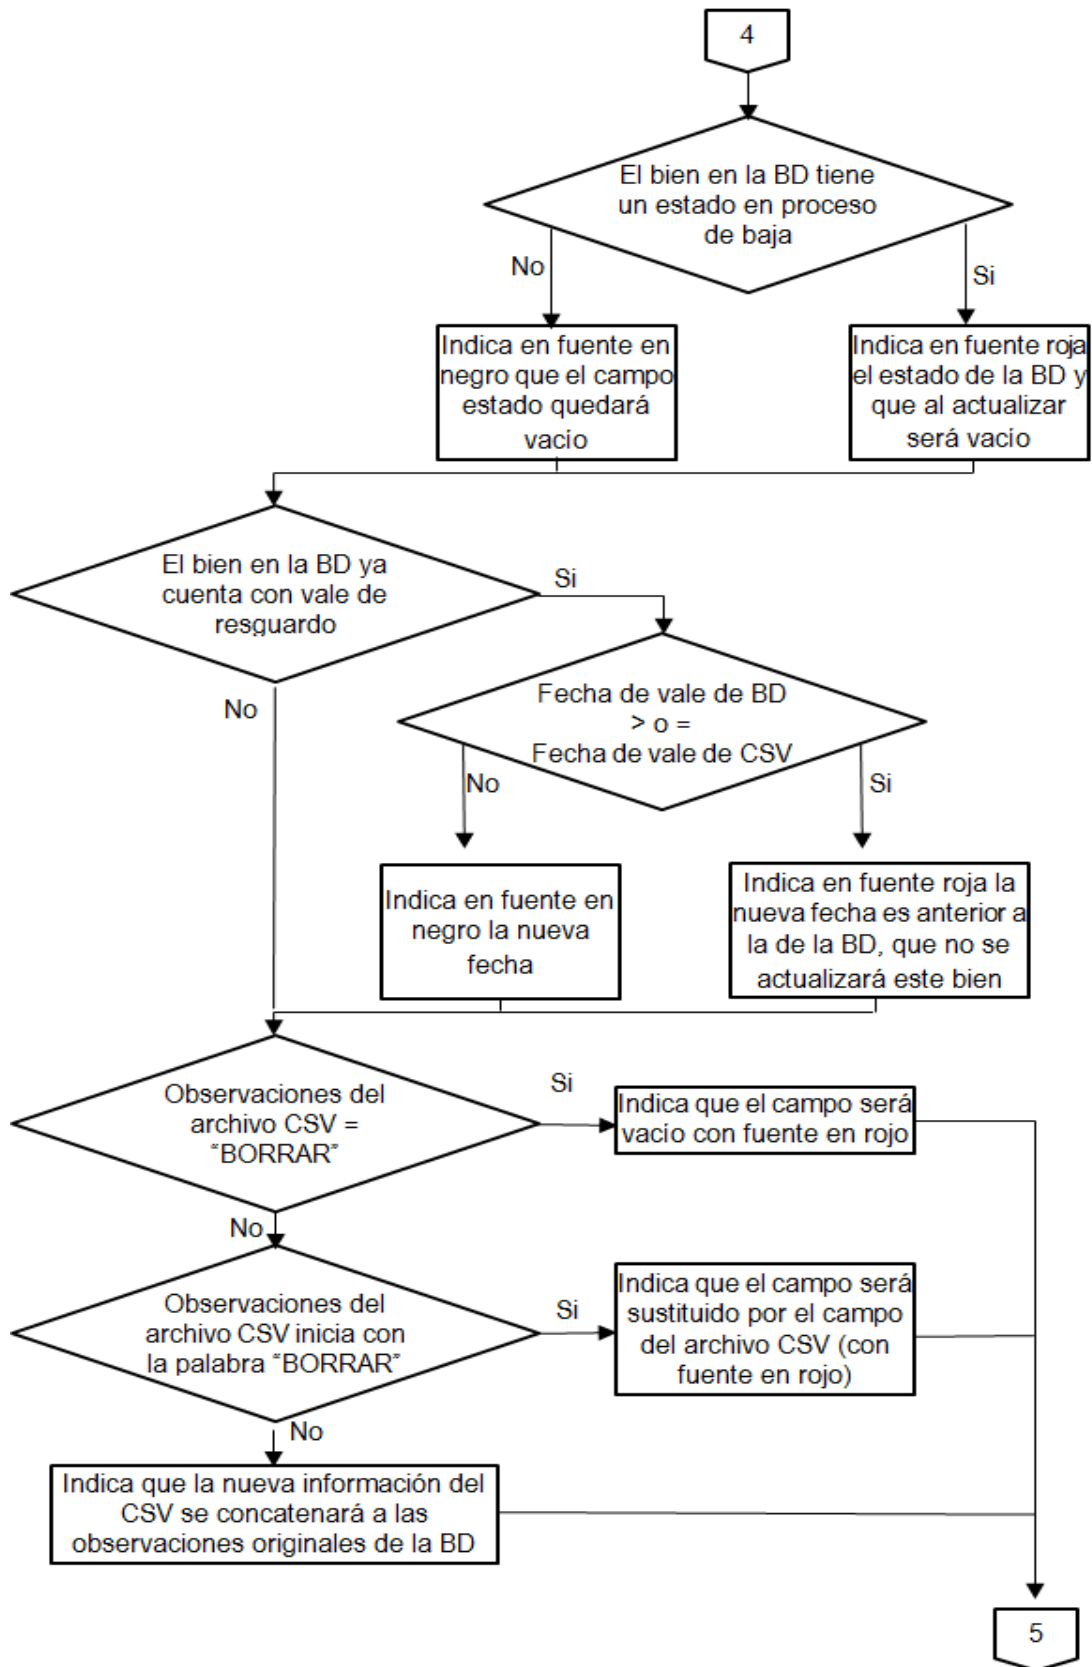 4
El bien en la BD tiene
un estado en proceso
de baja
No
Si
Indica en fuente en
negro que el campo
estado quedará
vacío
Indica en fuente roja
el estado de la BD y
que al actualizar
será vacío
El bien en la BD ya
cuenta con vale de
resguardo
Si
No
Fecha de vale de BD
> o =
Fecha de vale de CSV
No
Si
Indica en fuente en
negro la nueva
fecha
Indica en fuente roja la
nueva fecha es anterior a
la de la BD, que no se
actualizará este bien
Observaciones del
archivo CSV =
“BORRAR”
Si
Indica que el campo será
vacío con fuente en rojo
No
Observaciones del
archivo CSV inicia con
la palabra “BORRAR”
Si
Indica que el campo será
sustituido por el campo
del archivo CSV (con
fuente en rojo)
No
Indica que la nueva información del
CSV se concatenará a las
observaciones originales de la BD
5